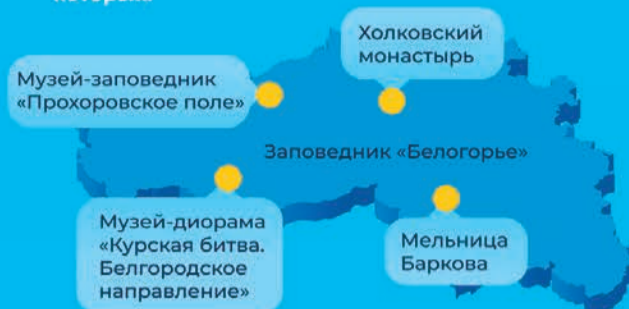 Холковский
монастырь
Музей-заповедник
«Прохоровское поле»
Заповедник «Белогорье»
Музей-диорама
«Курская битва.
Белгородское
направление»
Мельница
Баркова